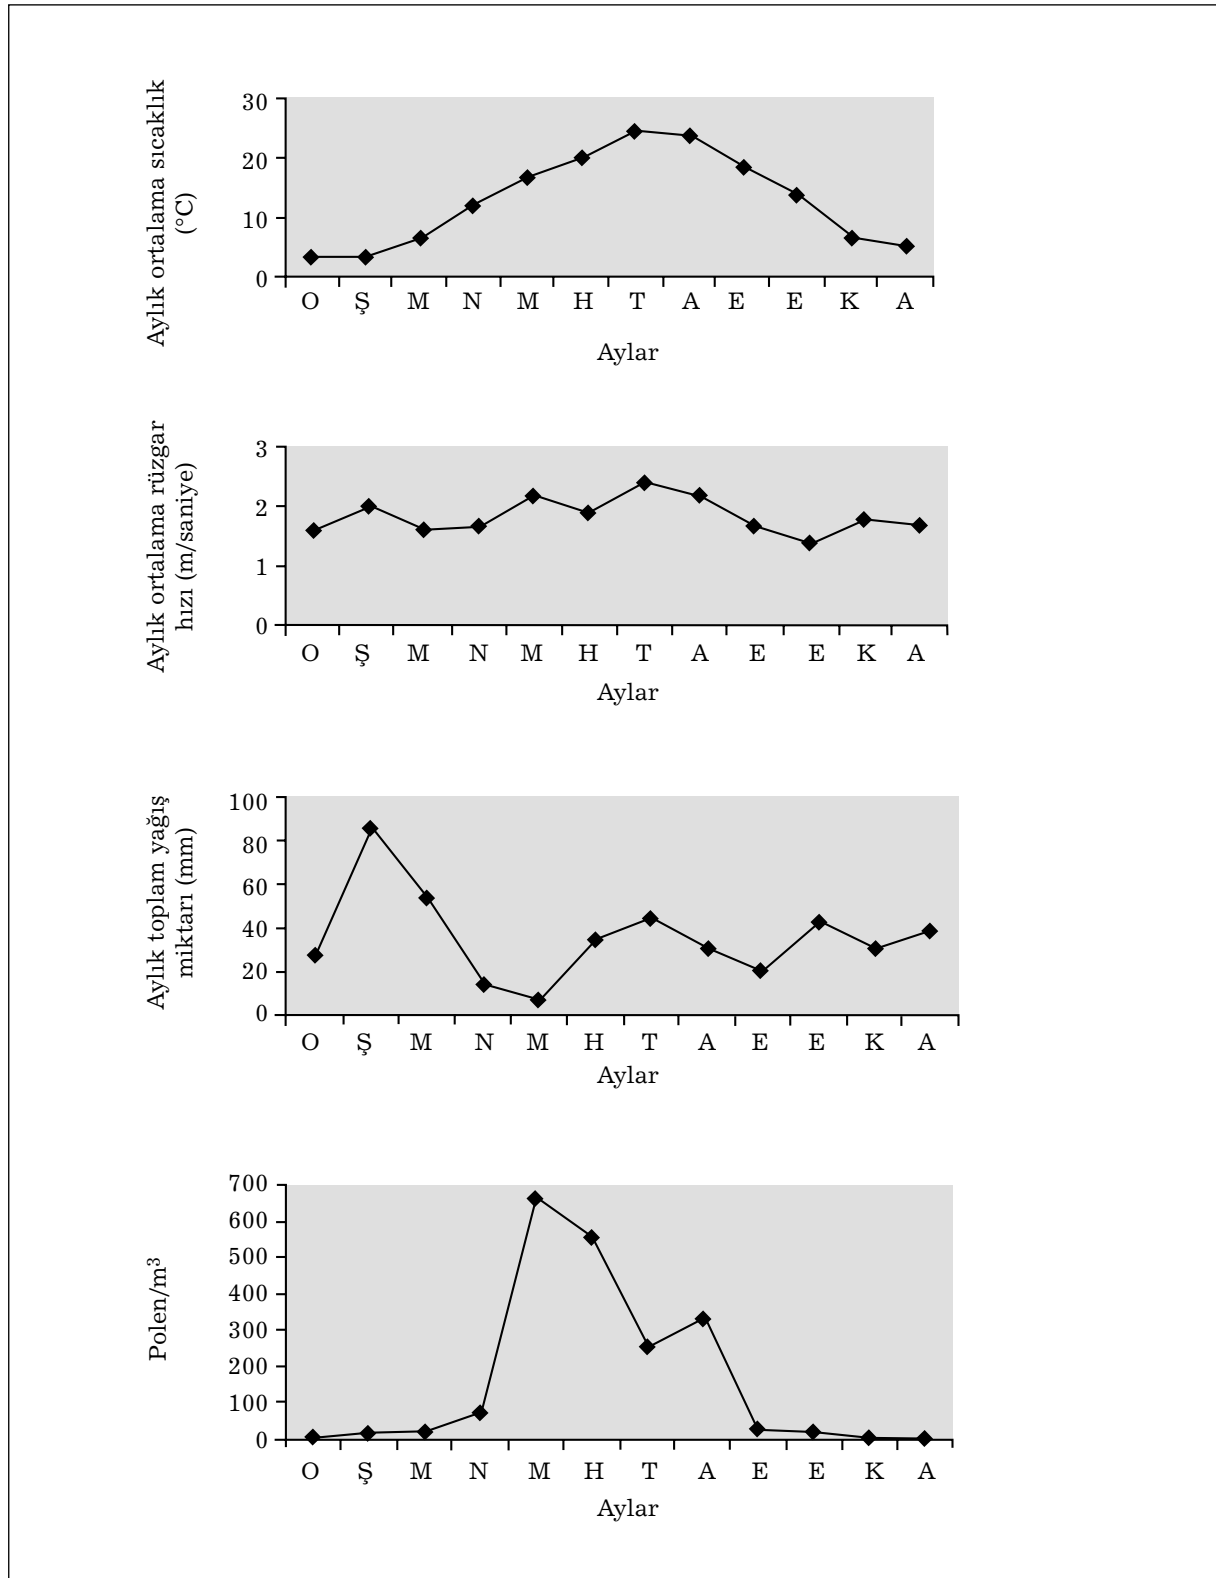 Aylık ortalama sıcaklık
(°C)
30
20
10
0
O Ş M N M H T A E E K A
Aylar
Aylık ortalama rüzgar
hızı (m/saniye)
3
2
1
0
O Ş M N M H T A E E K A
Aylar
Aylık toplam yağış
miktarı (mm)
100
80
60
40
20
0
O Ş M N M H T A E E K A
Aylar
Polen/m³
700
600
500
400
300
200
100
0
O Ş M N M H T A E E K A
Aylar